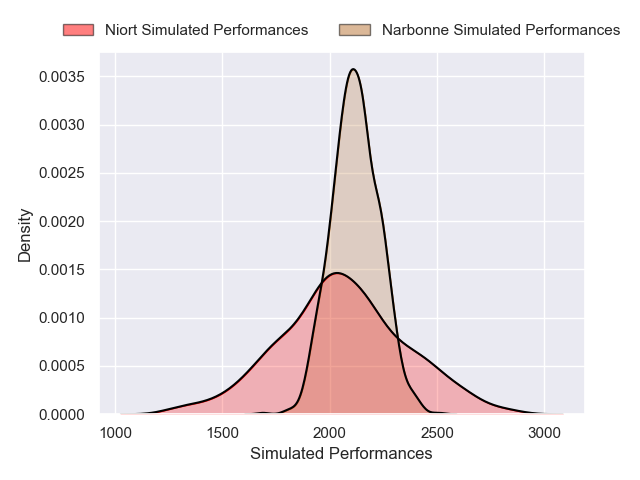 Niort Simulated Performances Narbonne Simulated Performances
0.0035
0.0030
0.0025
0.0020
0.0015
0.0010
0.0005
0.0000
Density
1000 1500 2000 2500 3000
Simulated Performances